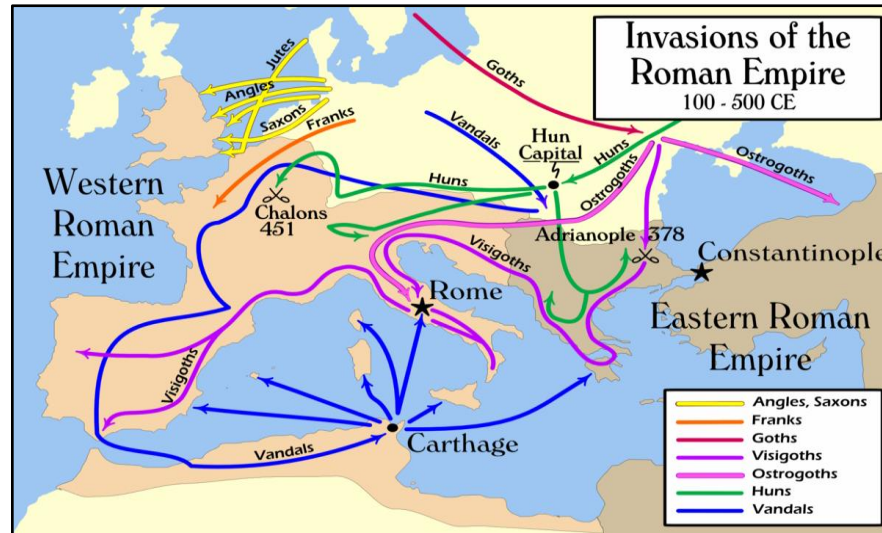 Invasions of the
Roman Empire
100 - 500 CE
Jutes
Angles
Saxons
Franks
Goths
Vandals
Hun
Capital
Huns
Ostrogoths
Huns
Ostrogoths
Western
Roman
Empire
Chalons
451
Adrianople 378
Visigoths
Constantinople
Rome
Eastern Roman
Empire
Visigoths
Vandals
Carthage
Angles, Saxons
Franks
Goths
Visigoths
Ostrogoths
Huns
Vandals